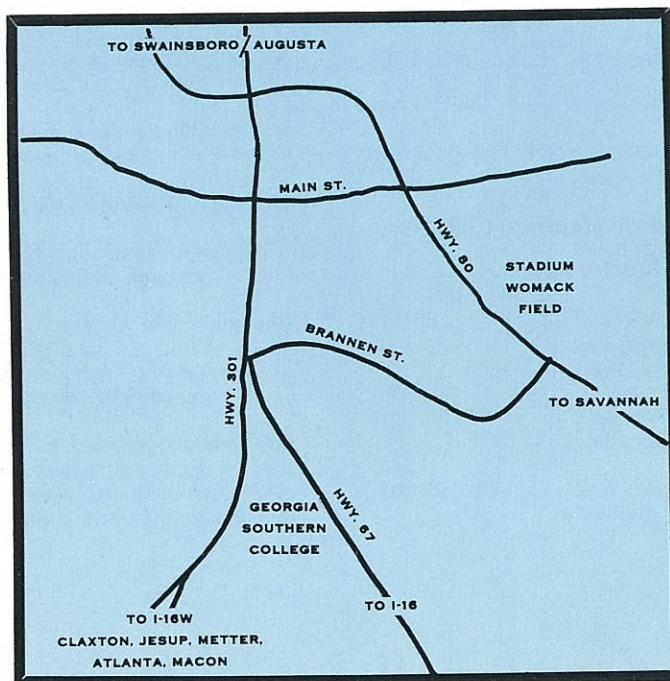 TO SWAINSBORO / AUGUSTA
MAIN ST.
HWY. 80
STADIUM
WOMACK
FIELD
BRANNEN ST.
HWY. 301
TO SAVANNAH
HWY. 67
GEORGIA
SOUTHERN
COLLEGE
TO I-16
TO I-16W
CLAXTON, JESUP, METTER,
ATLANTA, MACON